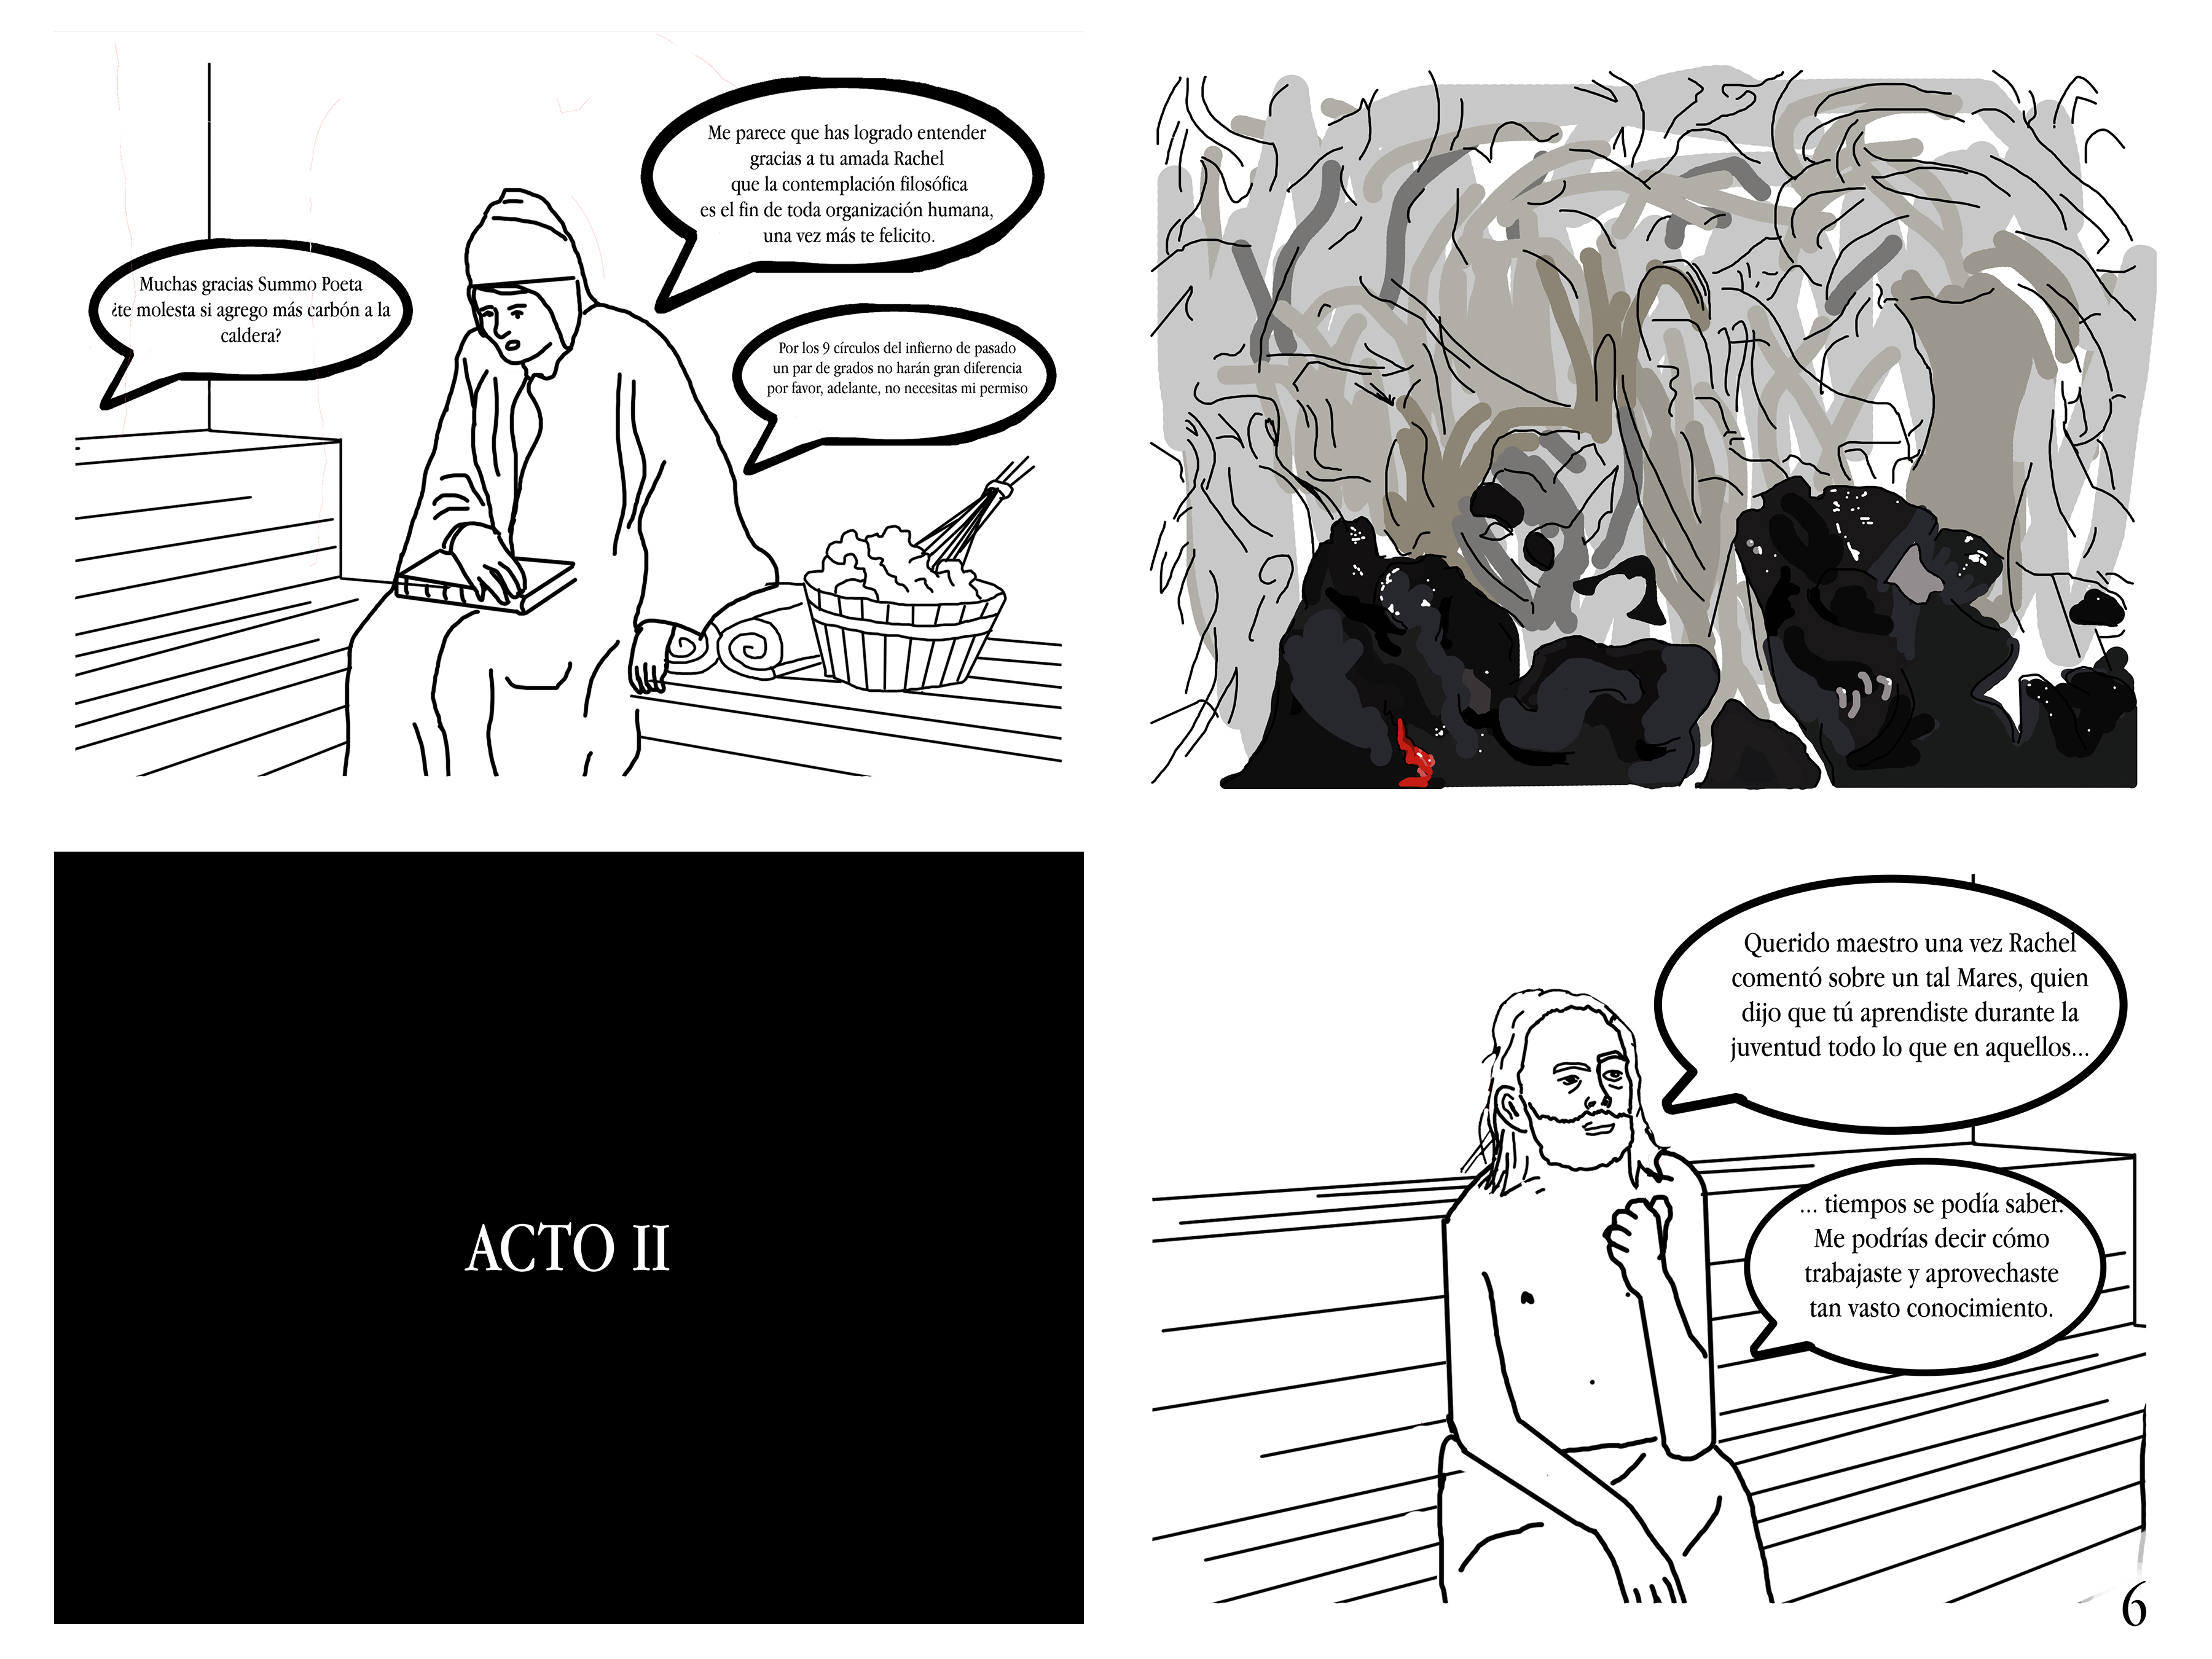 Me parece que has logrado entender
gracias a tu amada Rachel
que la contemplación filosófica
es el fin de toda organización humana,
una vez más te felicito.
Muchas gracias Summo Poeta
¿te molesta si agrego más carbón a la
caldera?
Por los 9 círculos del infierno de pasado
un par de grados no harán gran diferencia
por favor, adelante, no necesitas mi permiso
ACTO II
Querido maestro una vez Rachel
comentó sobre un tal Mares, quien
dijo que tú aprendiste durante la
juventud todo lo que en aquellos...
... tiempos se podía saber.
Me podrías decir cómo
trabajaste y aprovechaste
tan vasto conocimiento.
6